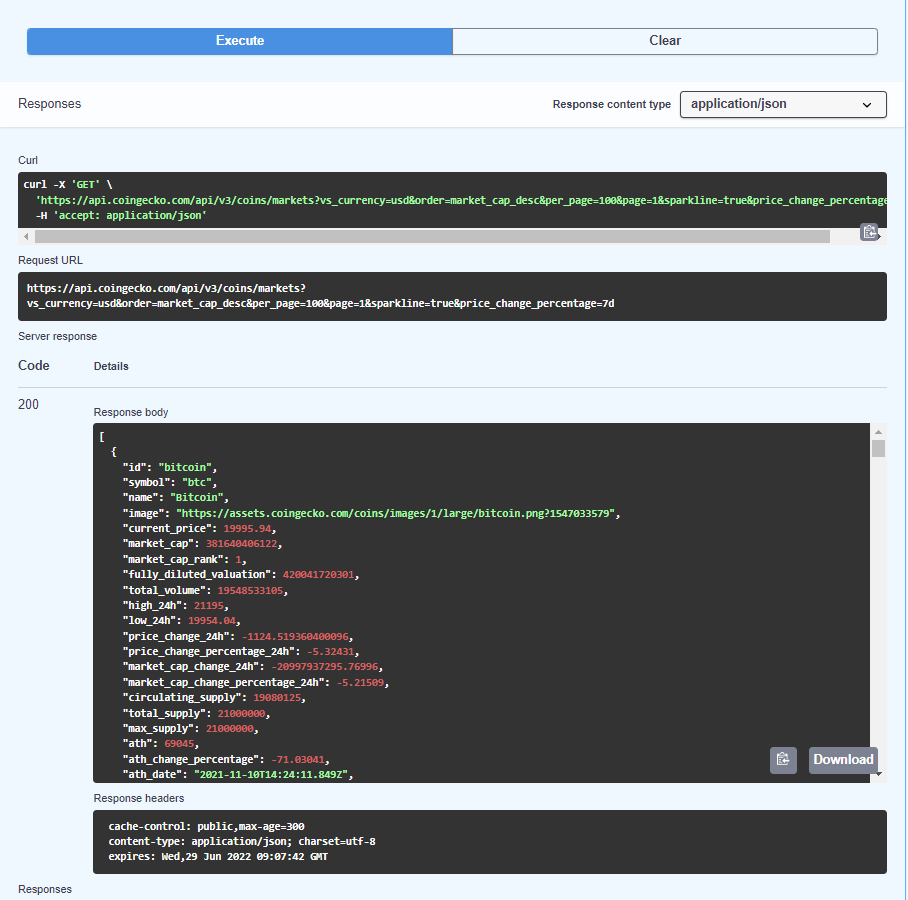 Execute
Clear
Responses
Response content type
application/json
Curl
curl -X 'GET' \
'https://api.coingecko.com/api/v3/coins/markets?vs_currency=usd&order=market_cap_desc&per_page=100&page=1&sparkline=true&price_change_percentage
-H 'accept: application/json'
Request URL
https://api.coingecko.com/api/v3/coins/markets?
vs_currency=usd&order=market_cap_desc&per_page=100&page=1&sparkline=true&price_change_percentage=7d
Server response
Code
Details
200
Response body
[
{
"id": "bitcoin",
"symbol": "btc",
"name": "Bitcoin",
"image": "https://assets.coingecko.com/coins/images/1/large/bitcoin.png?1547033579",
"current_price": 19995.94,
"market_cap": 381640406122,
"market_cap_rank": 1,
"fully_diluted_valuation": 420041720301,
"total_volume": 19548533105,
"high_24h": 21195,
"low_24h": 19954.04,
"price_change_24h": -1124.519360400096,
"price_change_percentage_24h": -5.32431,
"market_cap_change_24h": -20997937295.76996,
"market_cap_change_percentage_24h": -5.21509,
"circulating_supply": 19080125,
"total_supply": 21000000,
"max_supply": 21000000,
"ath": 69045,
"ath_change_percentage": -71.03041,
"ath_date": "2021-11-10T14:24:11.849Z",
Download
Response headers
cache-control: public,max-age=300
content-type: application/json; charset=utf-8
expires: Wed,29 Jun 2022 09:07:42 GMT
Responses